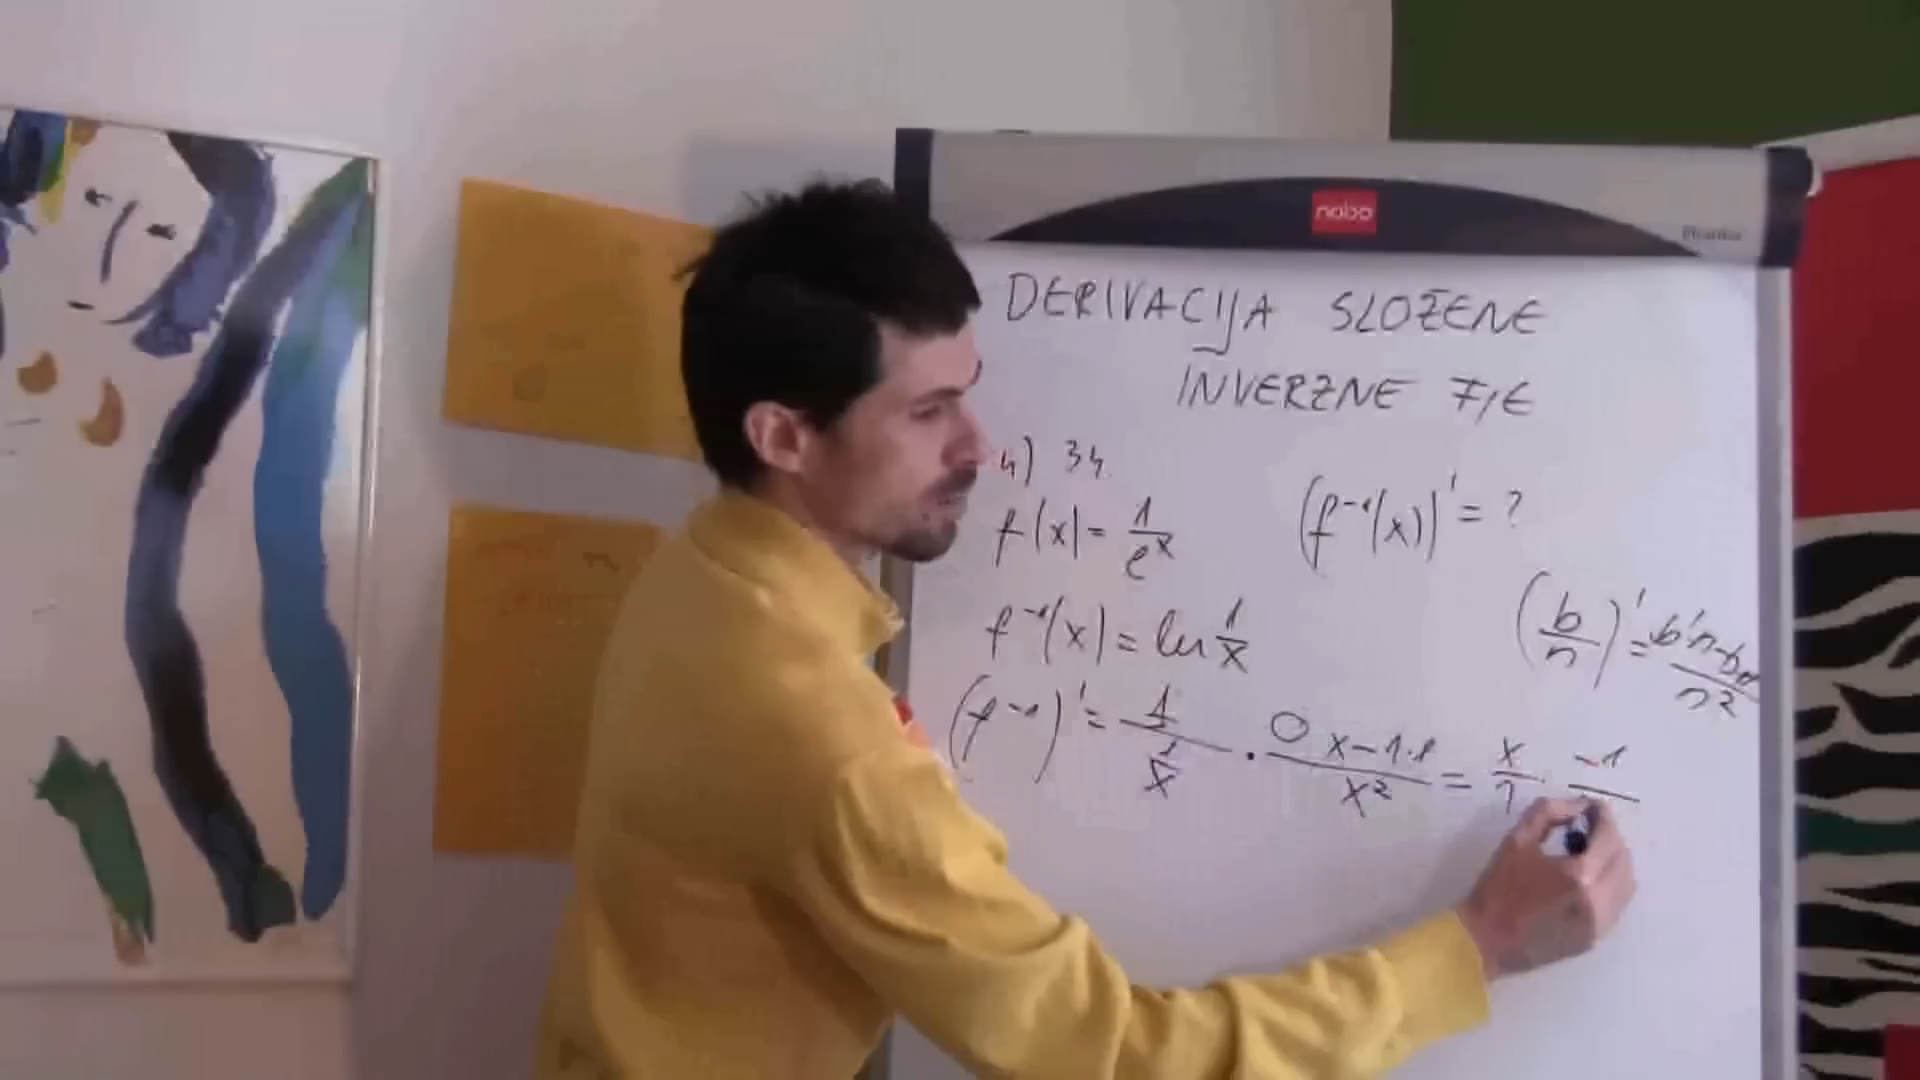 nobo
DERIVACIJA SLOŽENE
INVERZNE F/E
4) 34.
f(x)= 1/e^x (f^-1(x))' = ?
f^-1(x) = ln 1/x (b/n)' = b'n-bn/n²
(f^-1)' = 1/(1/x) · (0 x-1·1)/x² = x/1 · -1/